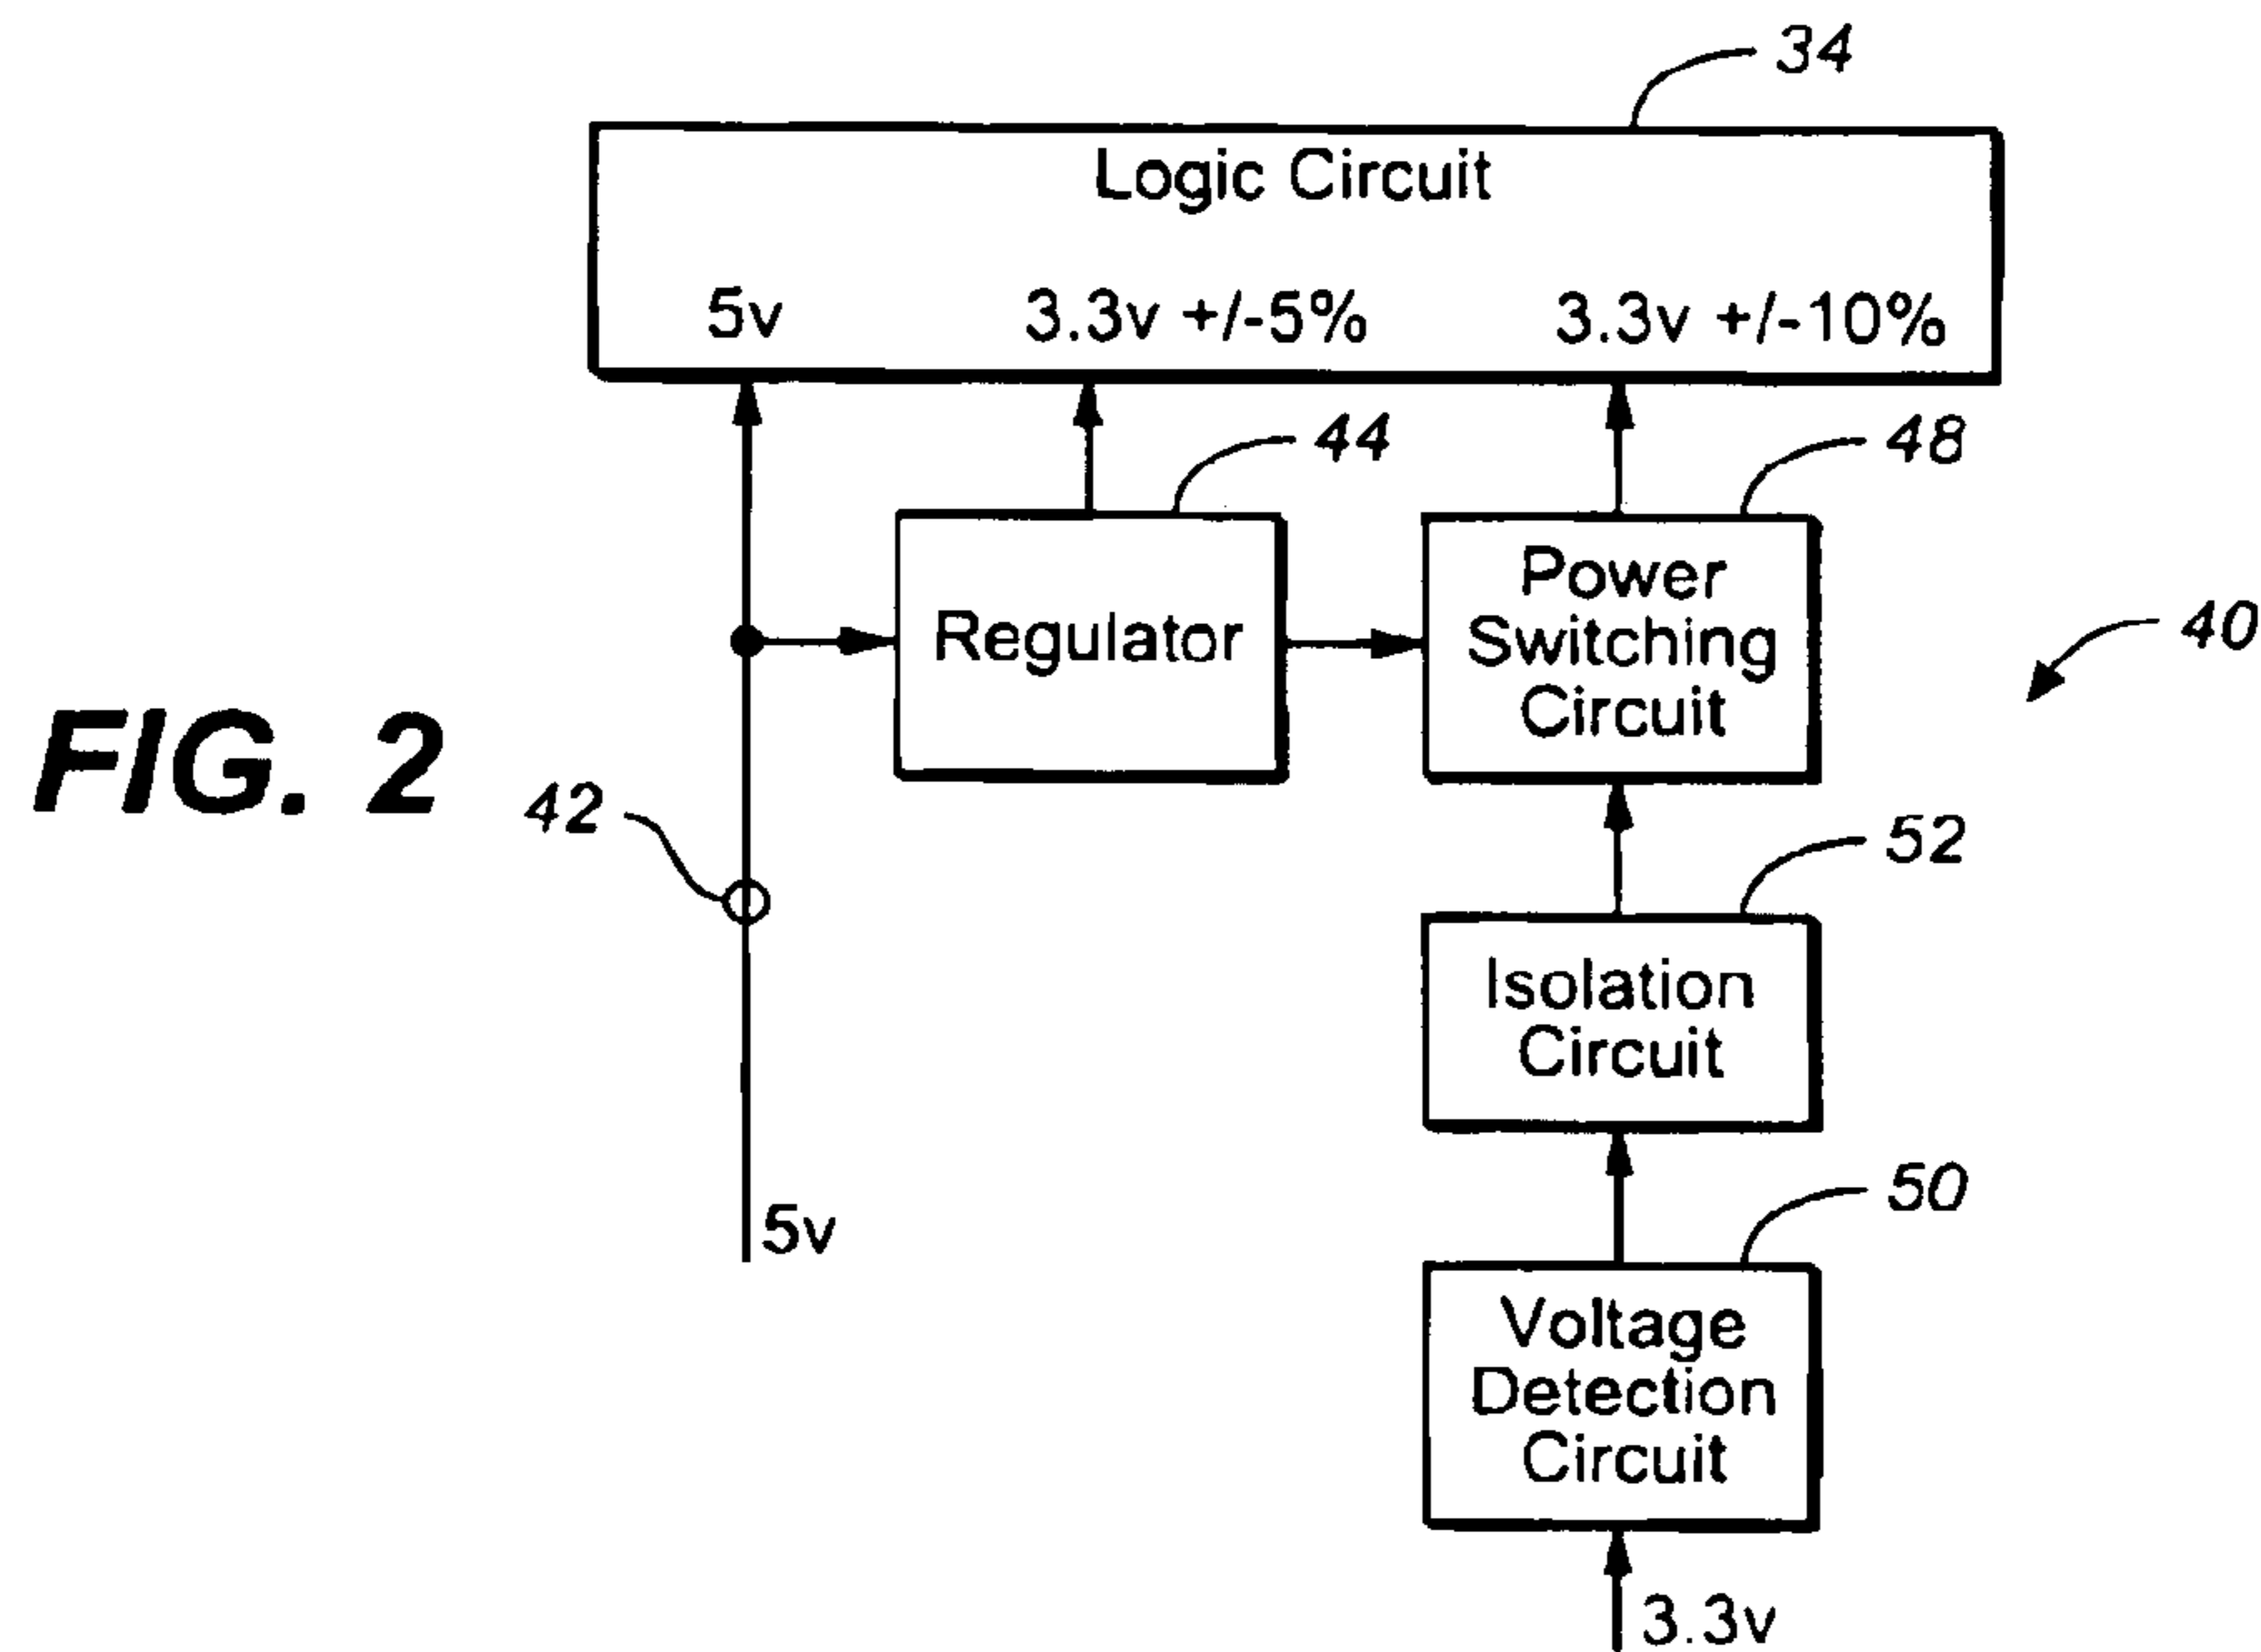 34
Logic Circuit
5v 3.3v +/-5% 3.3v +/-10%
44
48
Regulator
Power
Switching
Circuit
40
FIG. 2
42
52
Isolation
Circuit
50
5v
Voltage
Detection
Circuit
3.3v